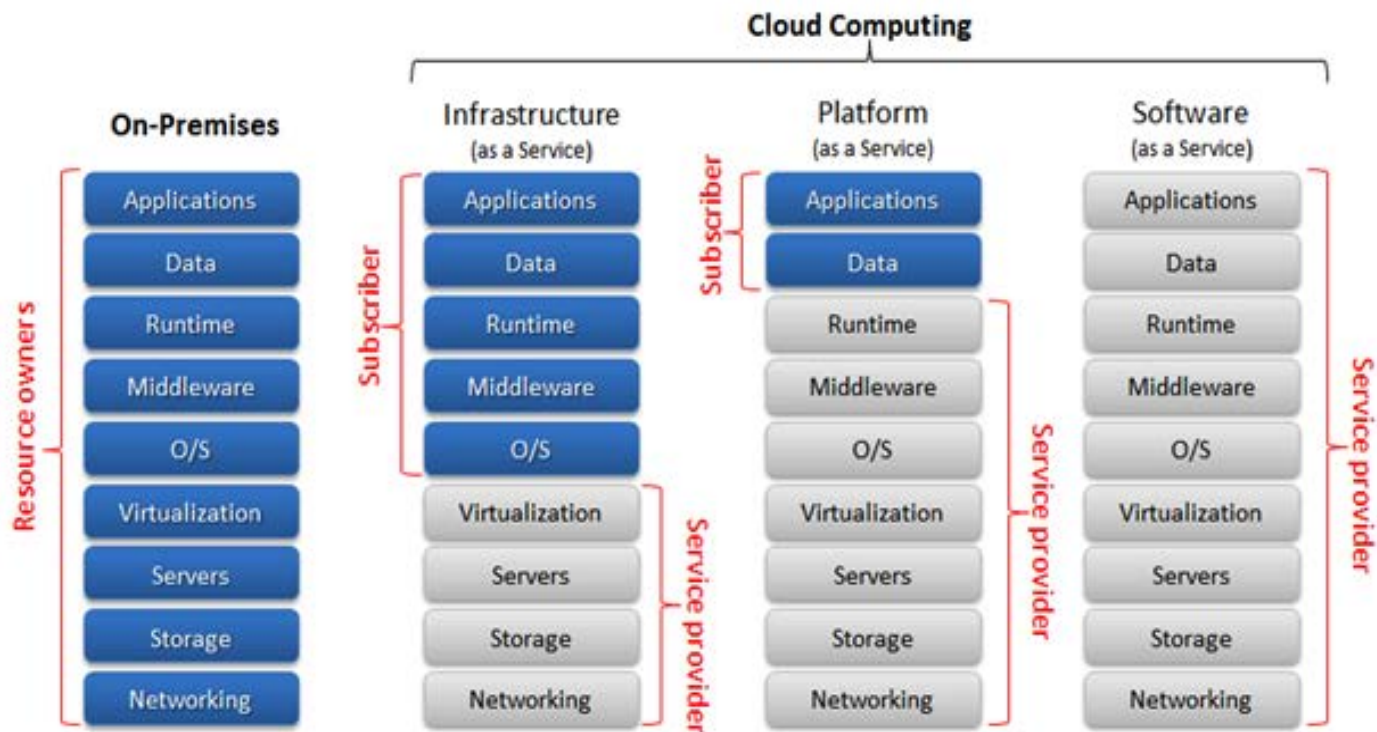 Cloud Computing
On-Premises
Resource owners
Applications
Data
Runtime
Middleware
O/S
Virtualization
Servers
Storage
Networking
Infrastructure
(as a Service)
Subscriber
Applications
Data
Runtime
Middleware
O/S
Virtualization
Servers
Storage
Networking
Service provider
Platform
(as a Service)
Subscriber
Applications
Data
Runtime
Middleware
O/S
Virtualization
Servers
Storage
Networking
Service provider
Software
(as a Service)
Applications
Data
Runtime
Middleware
O/S
Virtualization
Servers
Storage
Networking
Service provider